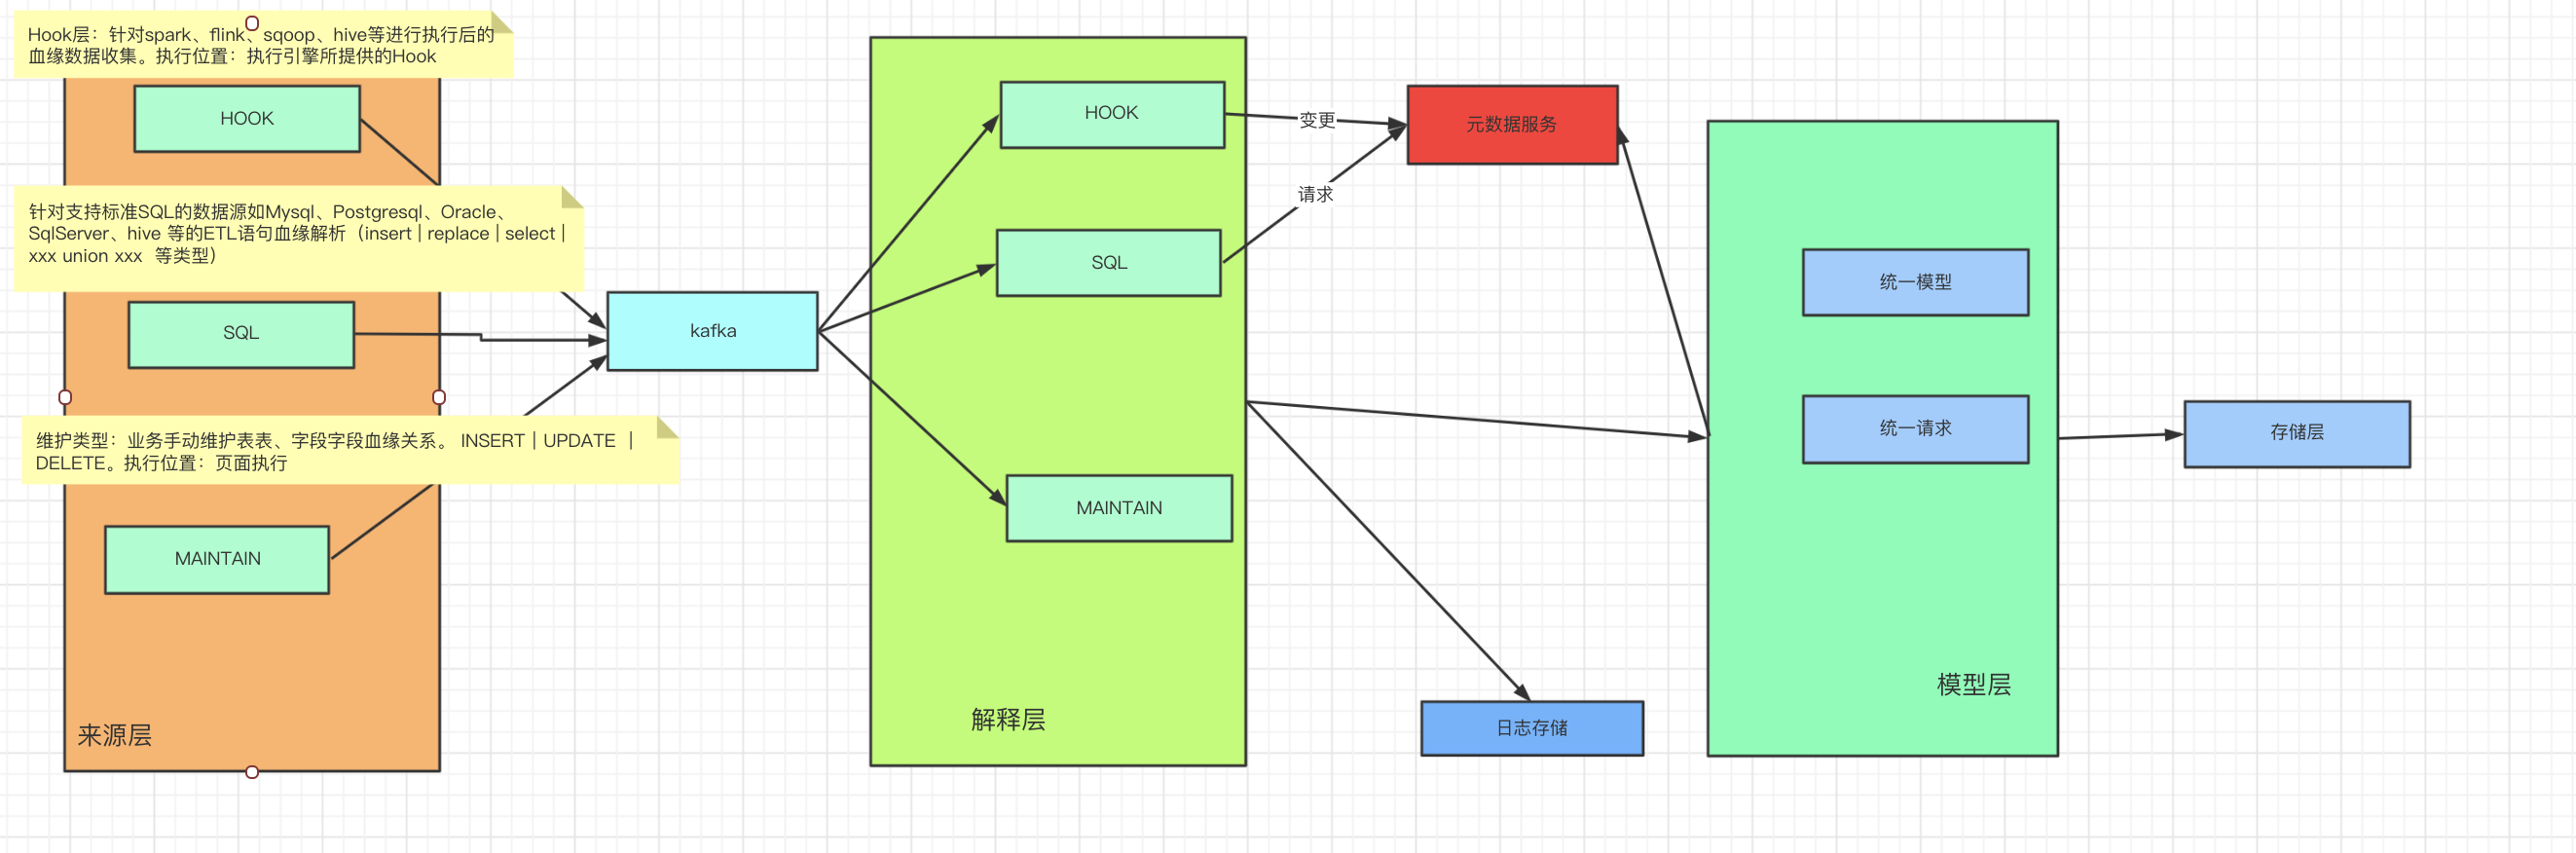 Hook层：针对spark、flink、sqoop、hive等进行执行后的
血缘数据收集。执行位置：执行引擎所提供的Hook
HOOK
针对支持标准SQL的数据源如Mysql、Postgresql、Oracle、
SqlServer、hive 等的ETL语句血缘解析（insert | replace | select |
xxx union xxx  等类型）
SQL
维护类型：业务手动维护表表、字段字段血缘关系。 INSERT | UPDATE |
DELETE。执行位置：页面执行
MAINTAIN
来源层
kafka
HOOK
SQL
MAINTAIN
解释层
变更
请求
元数据服务
日志存储
统一模型
统一请求
模型层
存储层